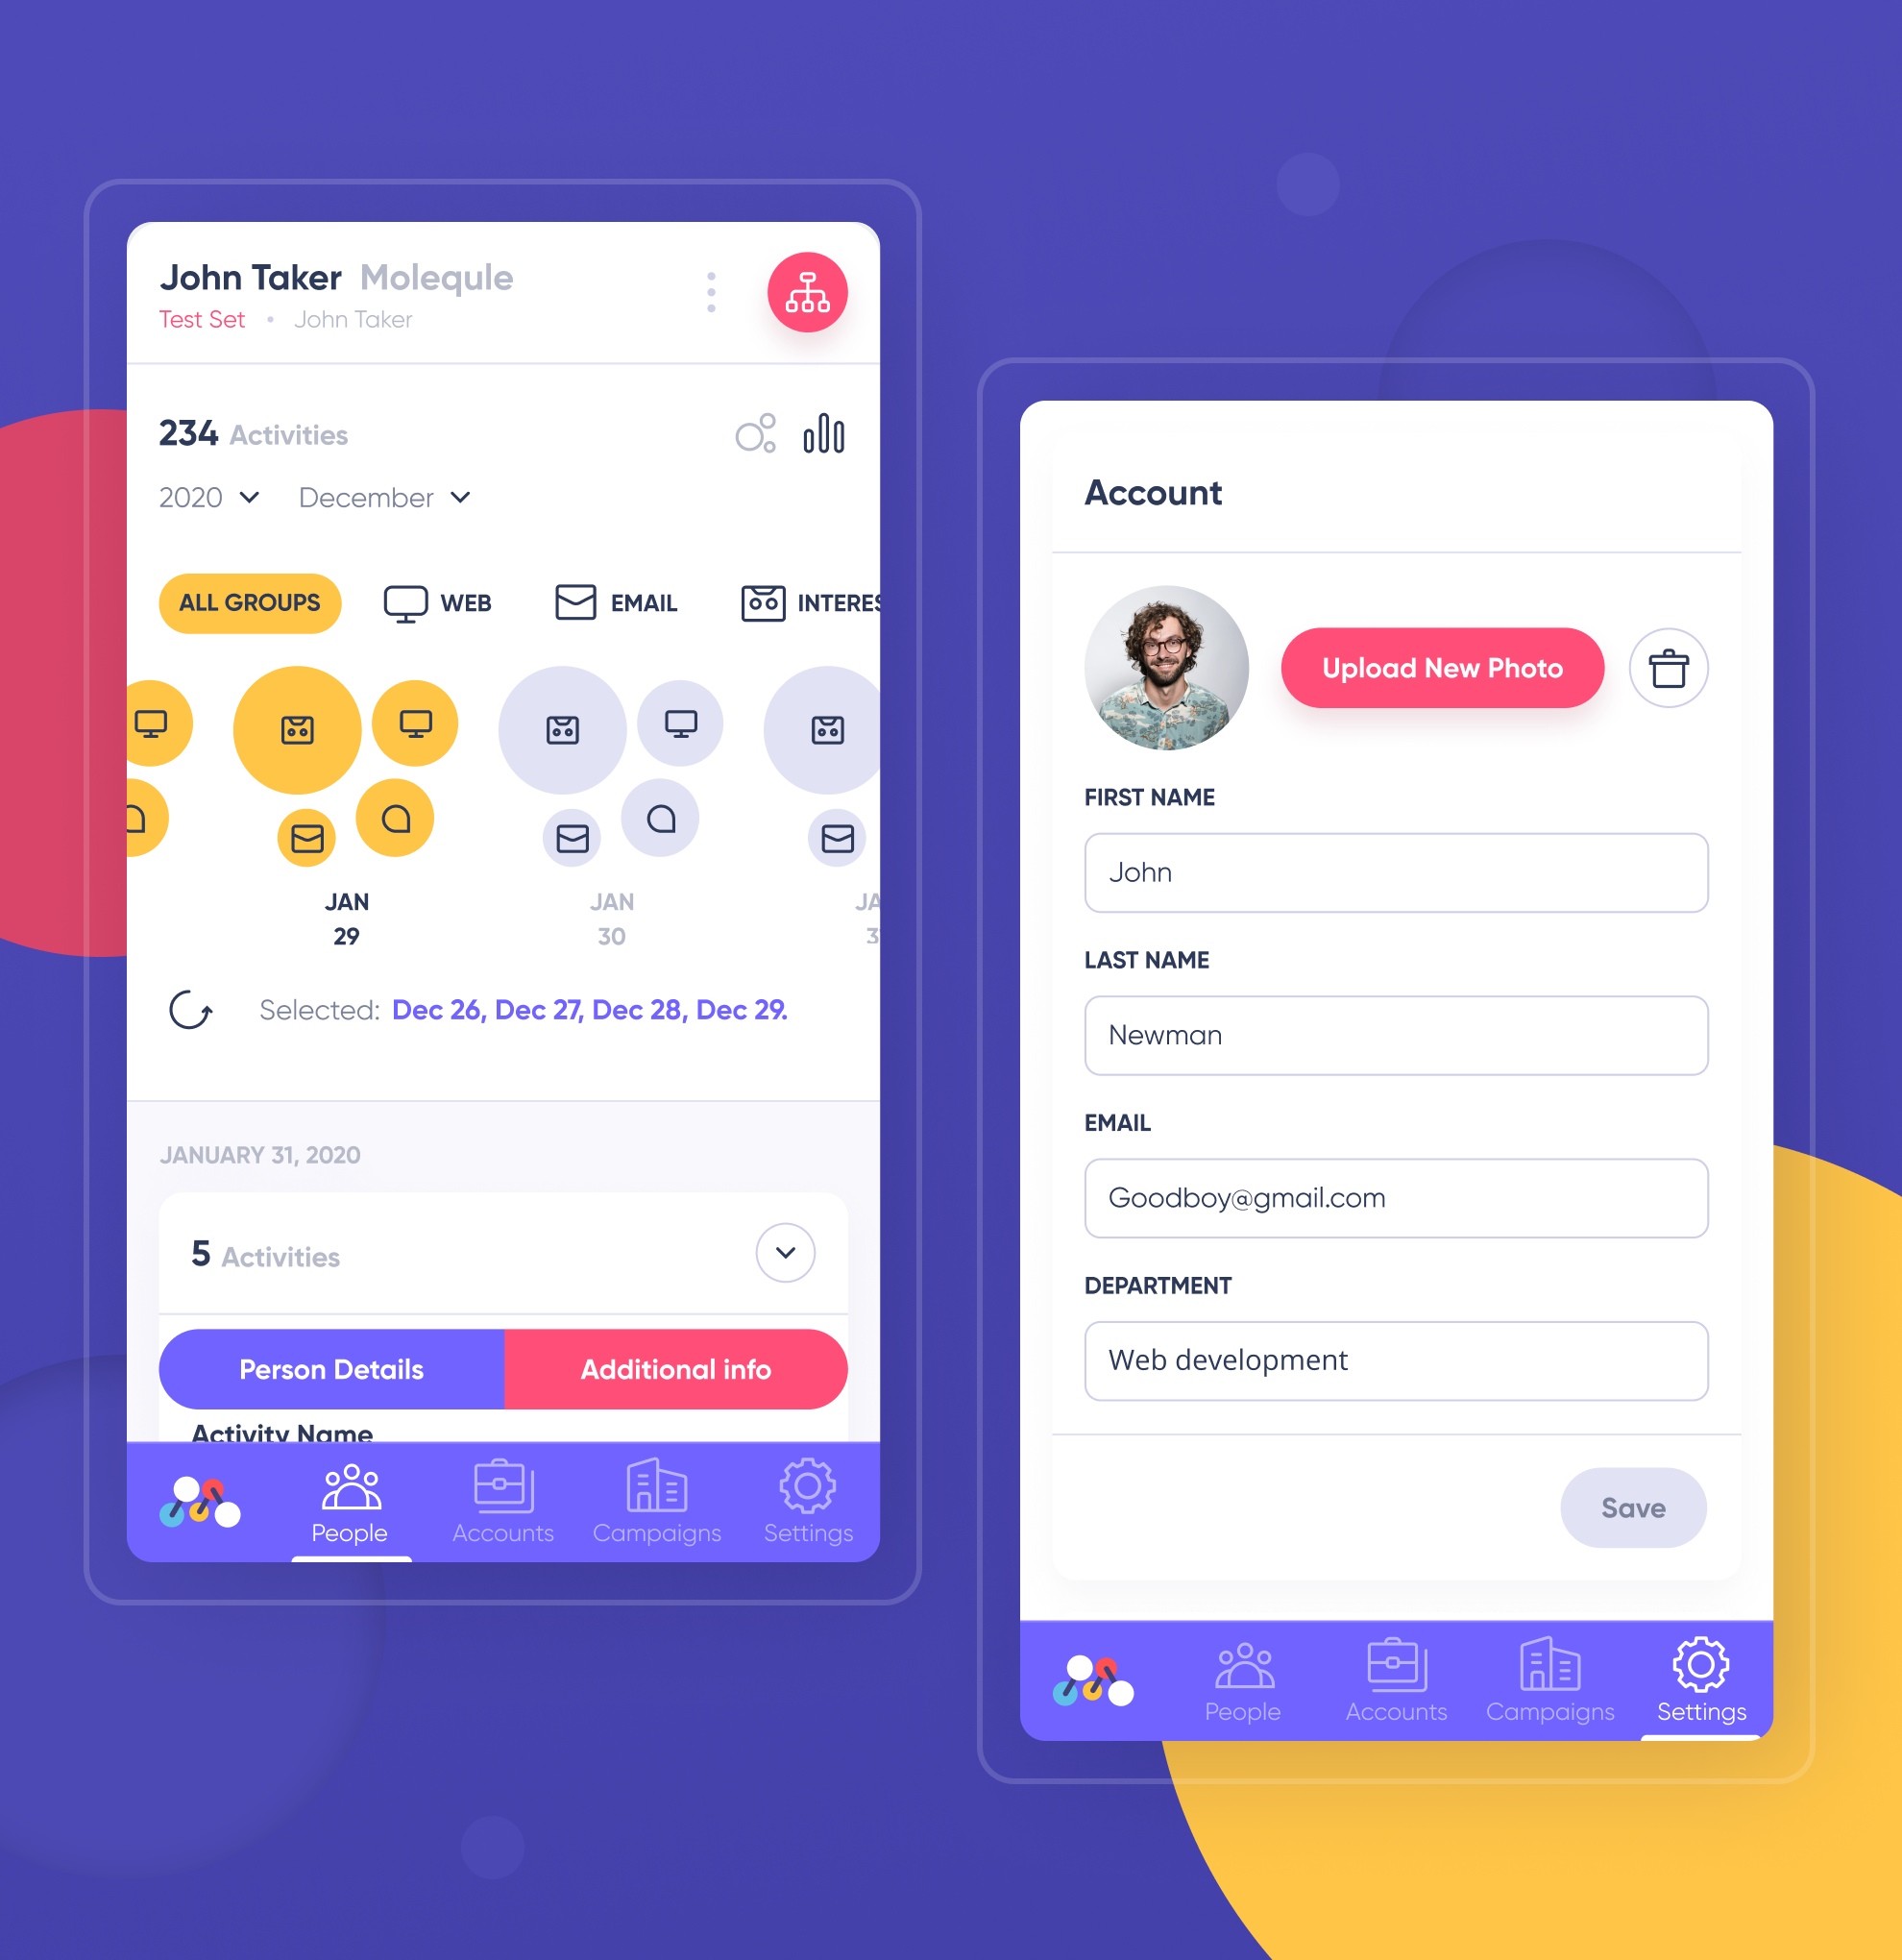 John Taker Molequle
Test Set • John Taker
234 Activities
2020 December
ALL GROUPS WEB EMAIL INTERES
JAN JAN JA
29 30 3
Selected: Dec 26, Dec 27, Dec 28, Dec 29.
JANUARY 31, 2020
5 Activities
Person Details Additional info
Activity Name
People Accounts Campaigns Settings
Account
Upload New Photo
FIRST NAME
John
LAST NAME
Newman
EMAIL
Goodboy@gmail.com
DEPARTMENT
Web development
Save
People Accounts Campaigns Settings